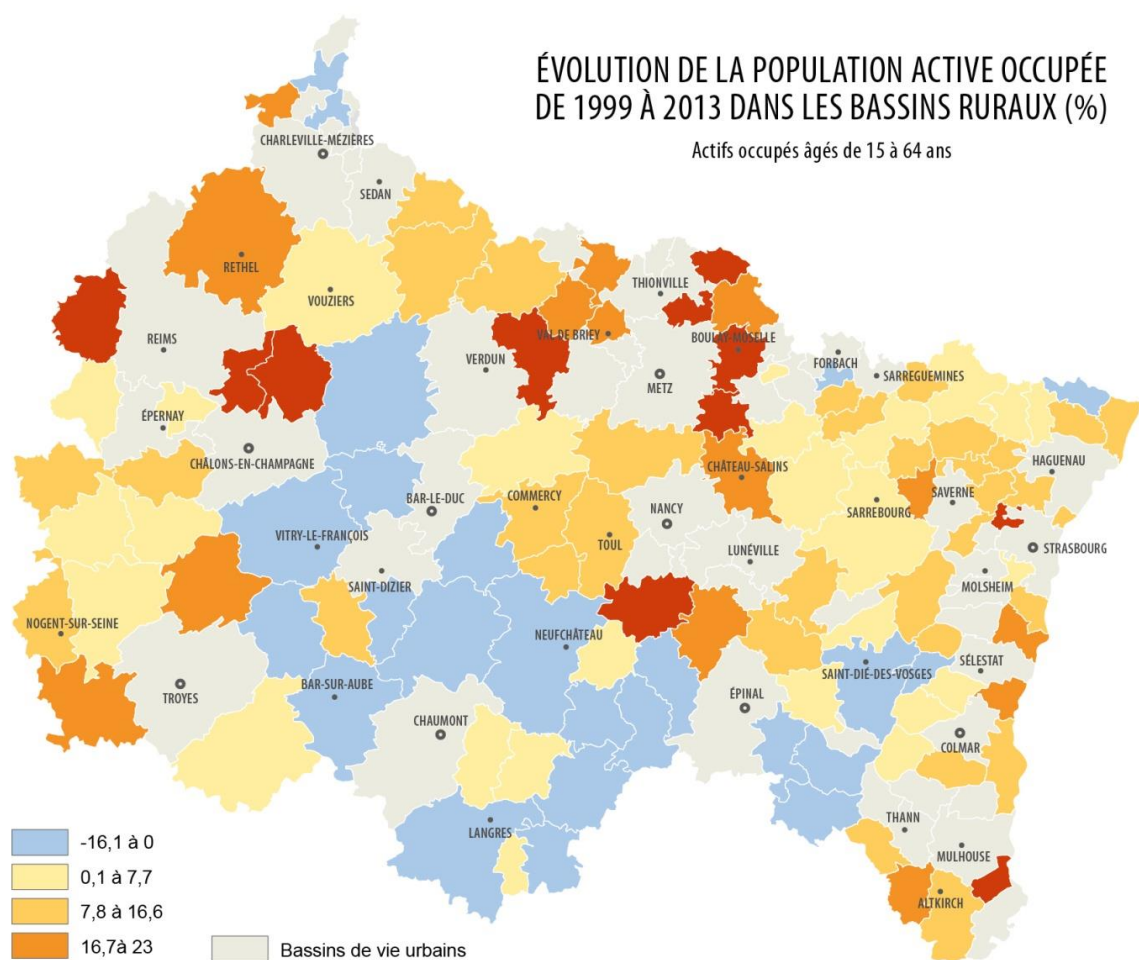 ÉVOLUTION DE LA POPULATION ACTIVE OCCUPÉE
DE 1999 À 2013 DANS LES BASSINS RURAUX (%)
Actifs occupés âgés de 15 à 64 ans
CHARLEVILLE-MÉZIÈRES
SEDAN
RETHEL
VOUZIERS
THIONVILLE
REIMS
VAL DE BRIEY
BOULAY-MOSELLE
VERDUN
FORBACH
METZ
SARREGUEMINES
ÉPERNAY
CHÂLONS-EN-CHAMPAGNE
CHÂTEAU-SALINS
HAGUENAU
BAR-LE-DUC
COMMERCY
SAVERNE
NANCY
SARREBOURG
VITRY-LE-FRANÇOIS
TOUL
LUNÉVILLE
STRASBOURG
SAINT-DIZIER
MOLSHEIM
NOGENT-SUR-SEINE
NEUFCHÂTEAU
SÉLESTAT
SAINT-DIÉ-DES-VOSGES
BAR-SUR-AUBE
ÉPINAL
TROYES
CHAUMONT
COLMAR
THANN
LANGRES
MULHOUSE
ALTKIRCH
-16,1 à 0
0,1 à 7,7
7,8 à 16,6
16,7à 23
Bassins de vie urbains